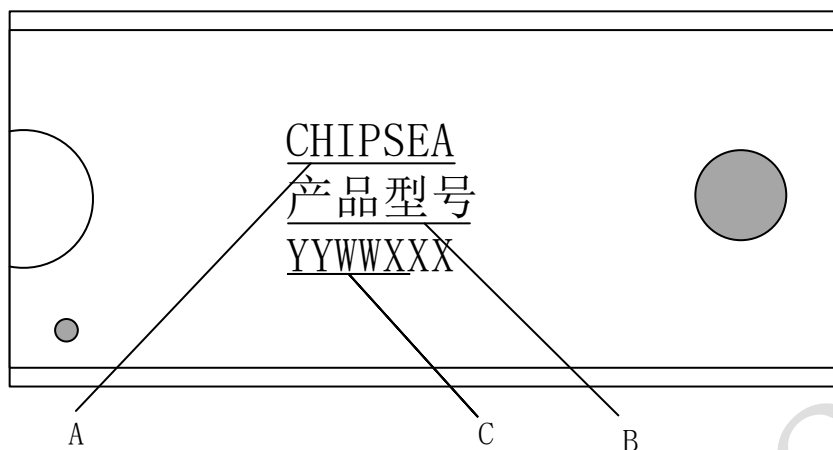 CHIPSEA
产品型号
YYWWXXX
A
C
B